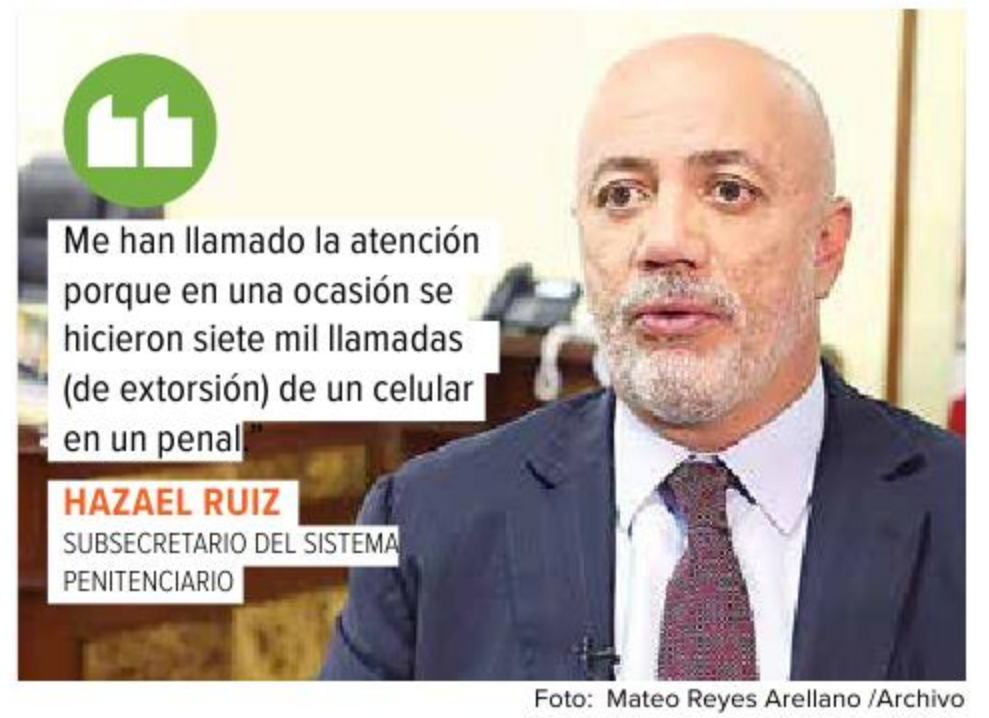 Me han llamado la atención
porque en una ocasión se
hicieron siete mil llamadas
(de extorsión) de un celular
en un penal.”
HAZAEL RUIZ
SUBSECRETARIO DEL SISTEMA
PENITENCIARIO
Foto: Mateo Reyes Arellano /Archivo